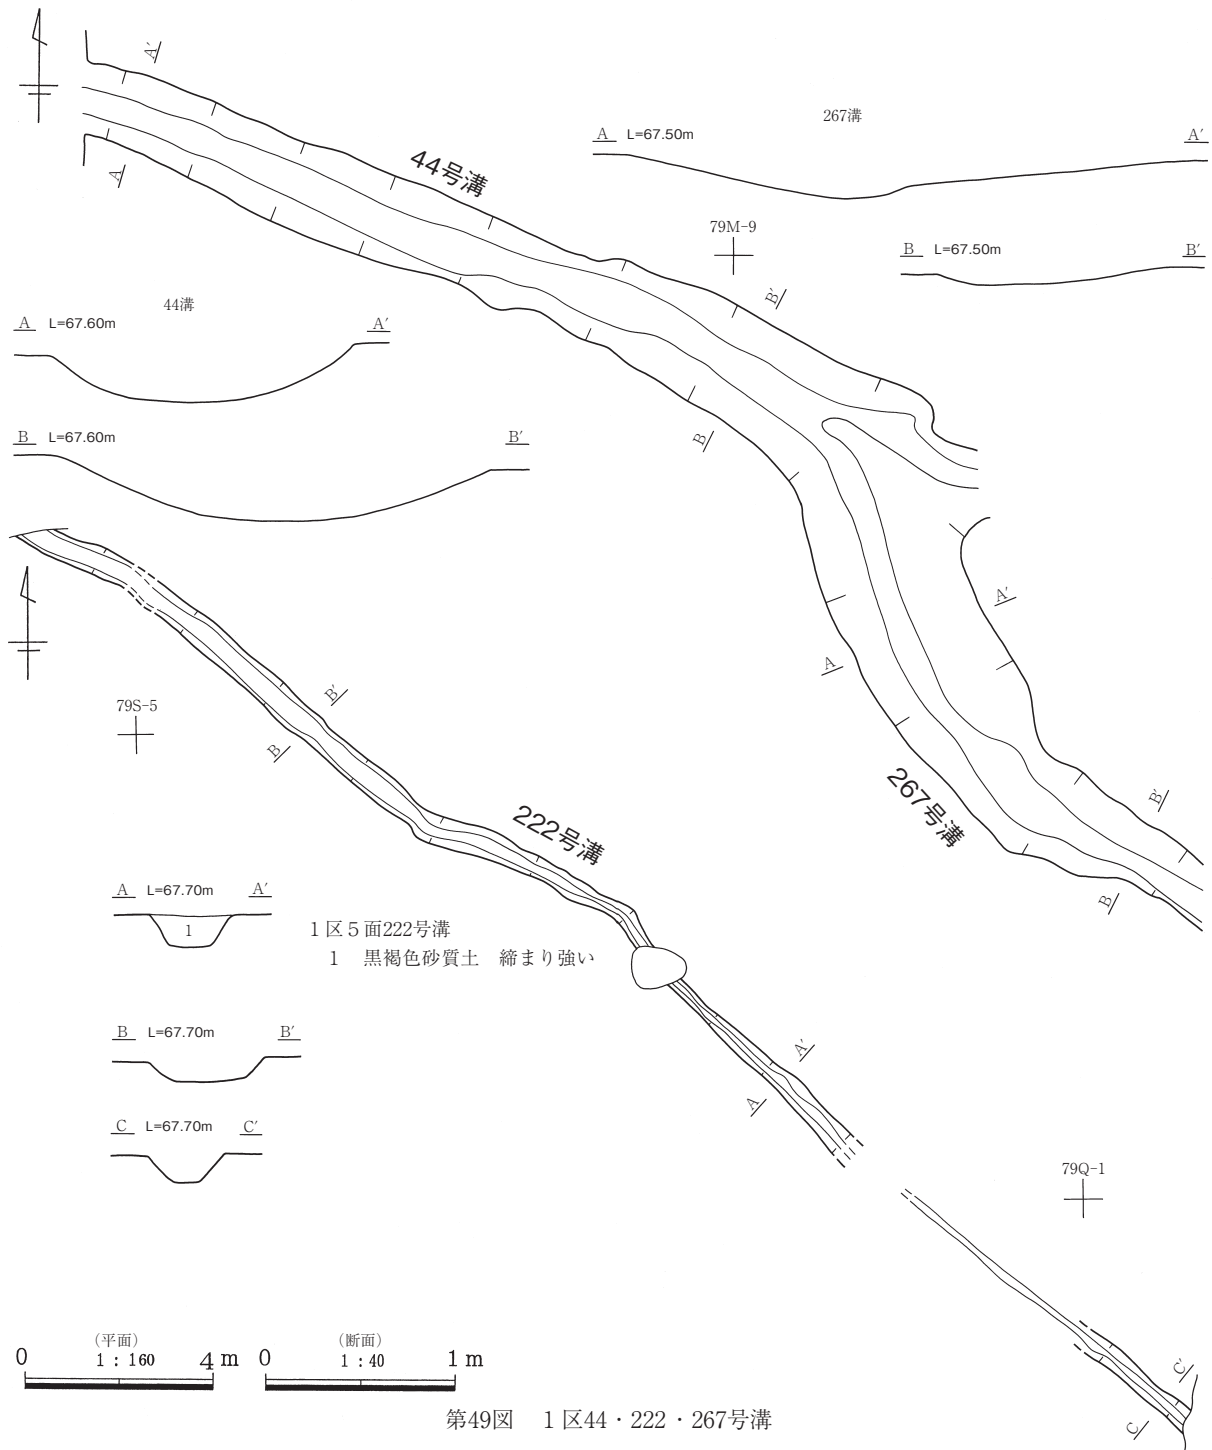 A′
A
44号溝
267溝
A L=67.50m A′
79M-9
B L=67.50m B′
B′
B
44溝
A L=67.60m A′
B L=67.60m B′
A′
A
267号溝
B′
B
79S-5
B′
B
222号溝
A L=67.70m A′
1
1区5面222号溝
1 黒褐色砂質土 締まり強い
B L=67.70m B′
C L=67.70m C′
A′
A
79Q-1
C′
C
(平面)
0 1：160 4 m
(断面)
0 1：40 1 m
第49図 1区44・222・267号溝